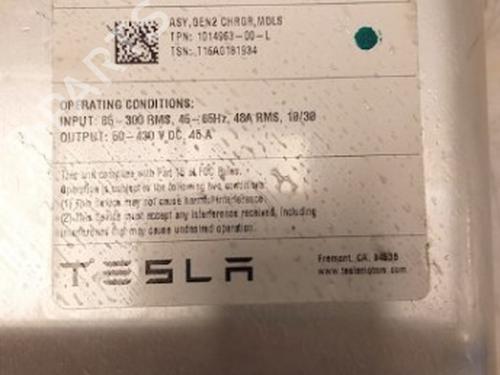 ASY,GEN2 CHRGR,MDLS
TPN: 1014963-00-L
TSN: T16A0181934
OPERATING CONDITIONS:
INPUT: 85-300 RMS, 45-65Hz, 48A RMS, 1Ø/3Ø
OUTPUT: 50-430 V DC, 45 A
This unit complies with Part 15 of FCC Rules.
Operation is subject to the following two conditions:
(1) This device may not cause harmful interference.
(2) This device must accept any interference received, including
interference that may cause undesired operation.
TESLA
Fremont, CA. 94538
www.teslamotors.com